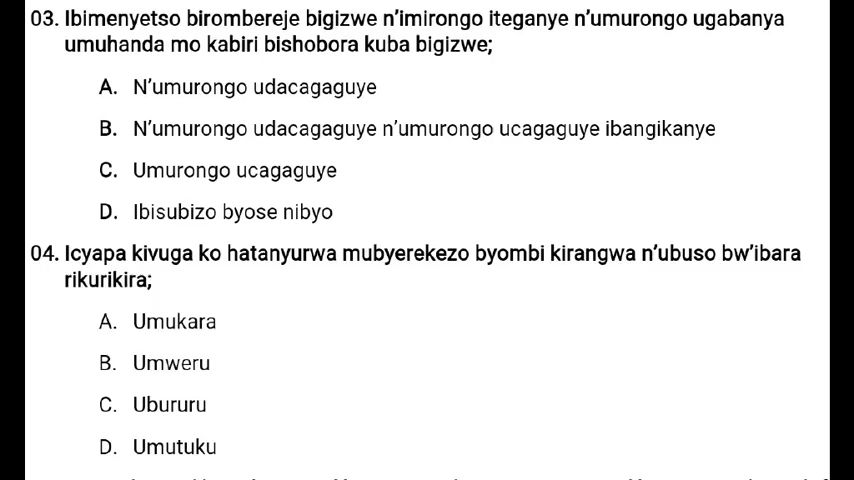 03. Ibimenyetso birombereje bigizwe n’imirongo iteganye n’umurongo ugabanya
umuhanda mo kabiri bishobora kuba bigizwe;
A. N’umurongo udacagaguye
B. N’umurongo udacagaguye n’umurongo ucagaguye ibangikanye
C. Umurongo ucagaguye
D. Ibisubizo byose nibyo
04. Icyapa kivuga ko hatanyurwa mubyerekezo byombi kirangwa n’ubuso bw’ibara
rikurikira;
A. Umukara
B. Umweru
C. Ubururu
D. Umutuku